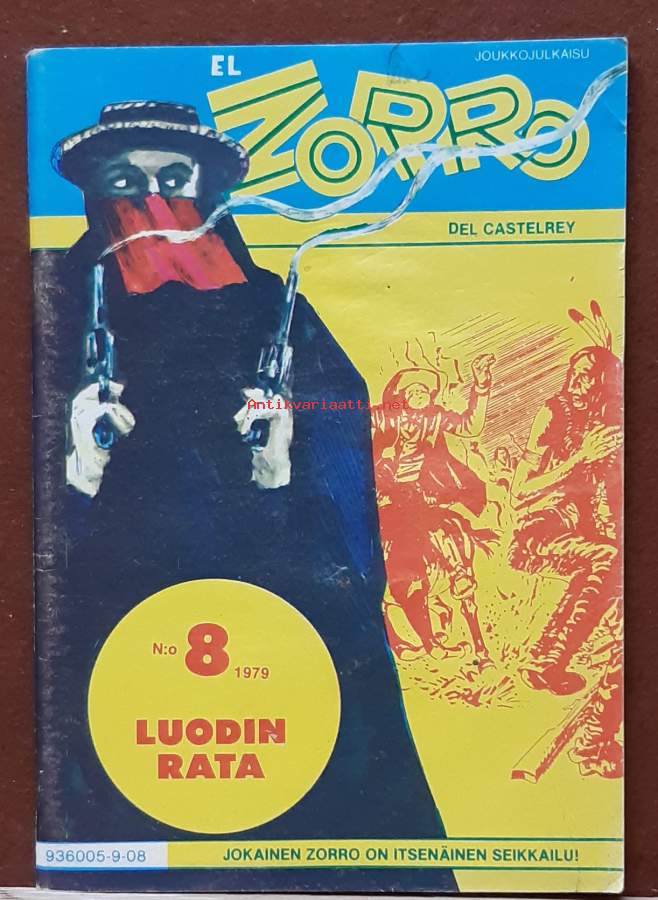 JOUKKOJULKAISU
EL
ZORRO
DEL CASTELREY
Antikvariaatti.net
N:o 8 1979
LUODIN
RATA
936005-9-08
JOKAINEN ZORRO ON ITSENÄINEN SEIKKAILU!